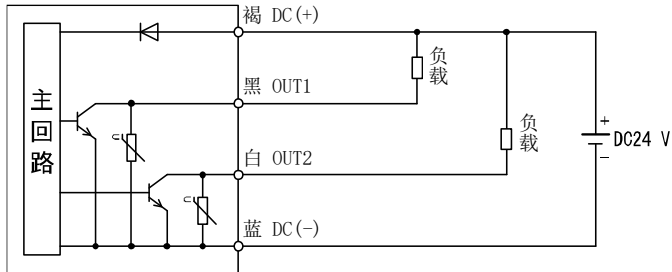 褐 DC(+)
负载
黑 OUT1
主回路
U
负载
+
DC24 V
-
白 OUT2
U
蓝 DC(-)